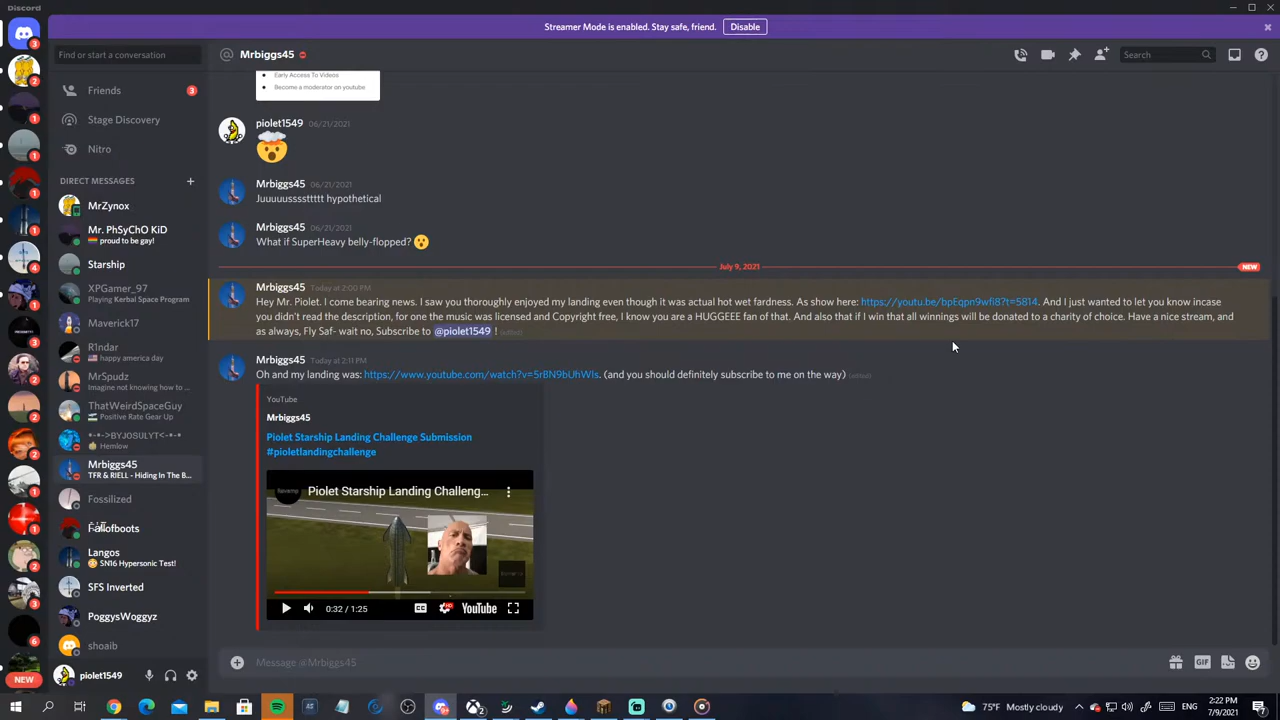 Discord
Streamer Mode is enabled. Stay safe, friend.
Disable
Find or start a conversation
Mrbiggs45
Search
Friends
3
Stage Discovery
Nitro
DIRECT MESSAGES
MrZynox
Mr. PhSyChO KiD
proud to be gay!
Starship
XPGamer_97
Playing Kerbal Space Program
Maverick17
R1ndar
happy america day
MrSpudz
Imagine not knowing how to ...
ThatWeirdSpaceGuy
Positive Rate Gear Up
Hemlow
Mrbiggs45
TFR & RIELL - Hiding In The B...
Fossilized
Failiofboots
Langos
SN16 Hypersonic Test!
SFS Inverted
PoggysWoggyz
shoaib
piolet1549
NEW
Early Access To Videos
Become a moderator on youtube
piolet1549 06/21/2021
Mrbiggs45 06/21/2021
Juuuuussssttttt hypothetical
Mrbiggs45 06/21/2021
What if SuperHeavy belly-flopped?
July 9, 2021
NEW
Mrbiggs45 Today at 2:00 PM
Hey Mr. Piolet. I come bearing news. I saw you thoroughly enjoyed my landing even though it was actual hot wet fardness. As show here: https://youtu.be/bpEqpn9wfi8?t=5814. And I just wanted to let you know incase
you didn't read the description, for one the music was licensed and Copyright free, I know you are a HUGGEEE fan of that. And also that if I win that all winnings will be donated to a charity of choice. Have a nice stream, and
as always, Fly Saf- wait no, Subscribe to @piolet1549 ! (edited)
Mrbiggs45 Today at 2:11 PM
Oh and my landing was: https://www.youtube.com/watch?v=5rBN9bUhWls. (and you should definitely subscribe to me on the way) (edited)
YouTube
Mrbiggs45
Piolet Starship Landing Challenge Submission
#pioletlandingchallenge
Piolet Starship Landing Challeng...
0:32 / 1:25
CC
HD
YouTube
Message @Mrbiggs45
GIF
75°F Mostly cloudy
ENG
2:22 PM
7/9/2021